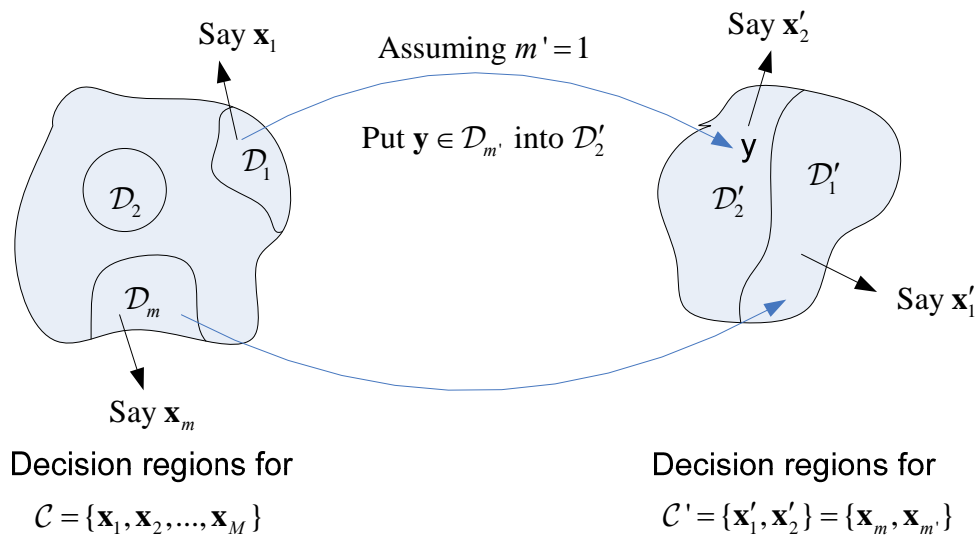 Say x₁
Assuming m' = 1
Say x′₂
Put y ∈ 𝒟ₘ' into 𝒟′₂
y
𝒟₁
𝒟₂
𝒟′₂
𝒟′₁
𝒟ₘ
Say x′₁
Say xₘ
Decision regions for
𝒞 = {x₁, x₂,..., x_M}
Decision regions for
𝒞' = {x′₁, x′₂} = {xₘ, xₘ'}